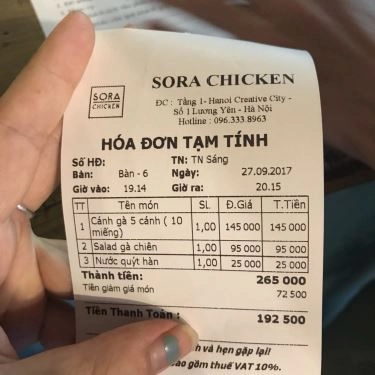 SORA
CHICKEN
SORA CHICKEN
ĐC : Tầng 1- Hanoi Creative City -
Số 1 Lương Yên - Hà Nội
Hotline : 096.333.8963
HÓA ĐƠN TẠM TÍNH
Số HĐ: TN: TN Sáng
Bàn: Bàn - 6 Ngày: 27.09.2017
Giờ vào: 19.14 Giờ ra: 20.15
TT Tên món SL Đ.Giá T.Tiền
1 Cánh gà 5 cánh ( 10 miếng) 1,00 145 000 145 000
2 Salad gà chiên 1,00 95 000 95 000
3 Nước quýt hàn 1,00 25 000 25 000
Thành tiền: 265 000
Tiền giảm giá món 72 500
Tiền Thanh Toán : 192 500
h và hẹn gặp lại!
ao gồm thuế VAT 10%.